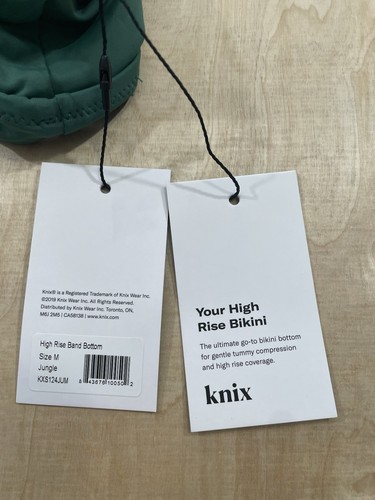 Knix® is a Registered Trademark of Knix Wear Inc.
©2019 Knix Wear Inc. All Rights Reserved.
Distributed by Knix Wear Inc. Toronto, ON,
M6J 2M5 | CA58138 | www.knix.com
High Rise Band Bottom
Size M
Jungle
KXS124JUM
Your High
Rise Bikini
The ultimate go-to bikini bottom
for gentle tummy compression
and high rise coverage.
knix